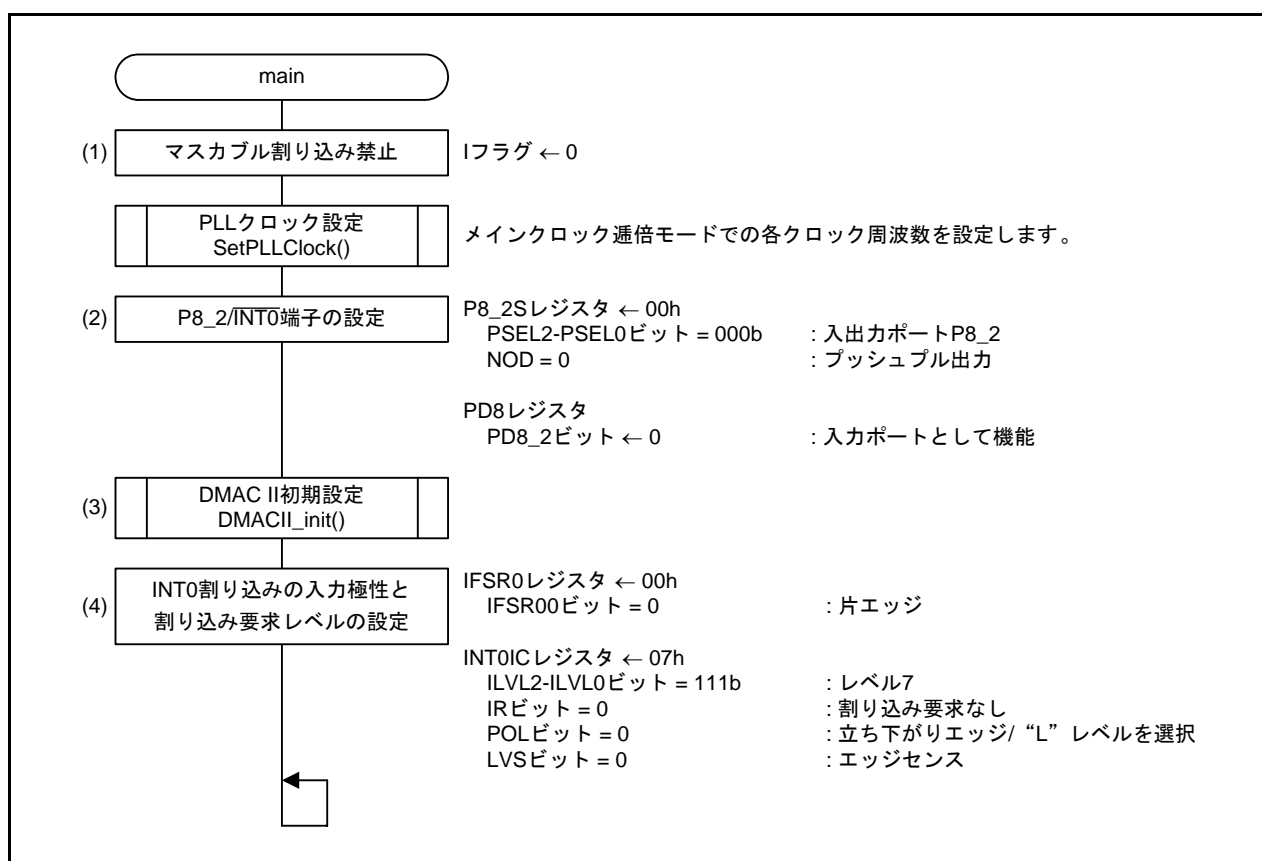 main
(1) マスカブル割り込み禁止 Iフラグ ← 0
PLLクロック設定
SetPLLClock()
メインクロック逓倍モードでの各クロック周波数を設定します。
(2) P8_2/INT0端子の設定
P8_2Sレジスタ ← 00h
PSEL2-PSEL0ビット = 000b : 入出力ポートP8_2
NOD = 0 : プッシュプル出力
PD8レジスタ
PD8_2ビット ← 0 : 入力ポートとして機能
(3)
DMAC II初期設定
DMACII_init()
(4)
INT0割り込みの入力極性と
割り込み要求レベルの設定
IFSR0レジスタ ← 00h
IFSR00ビット = 0 : 片エッジ
INT0ICレジスタ ← 07h
ILVL2-ILVL0ビット = 111b : レベル7
IRビット = 0 : 割り込み要求なし
POLビット = 0 : 立ち下がりエッジ/ “L” レベルを選択
LVSビット = 0 : エッジセンス